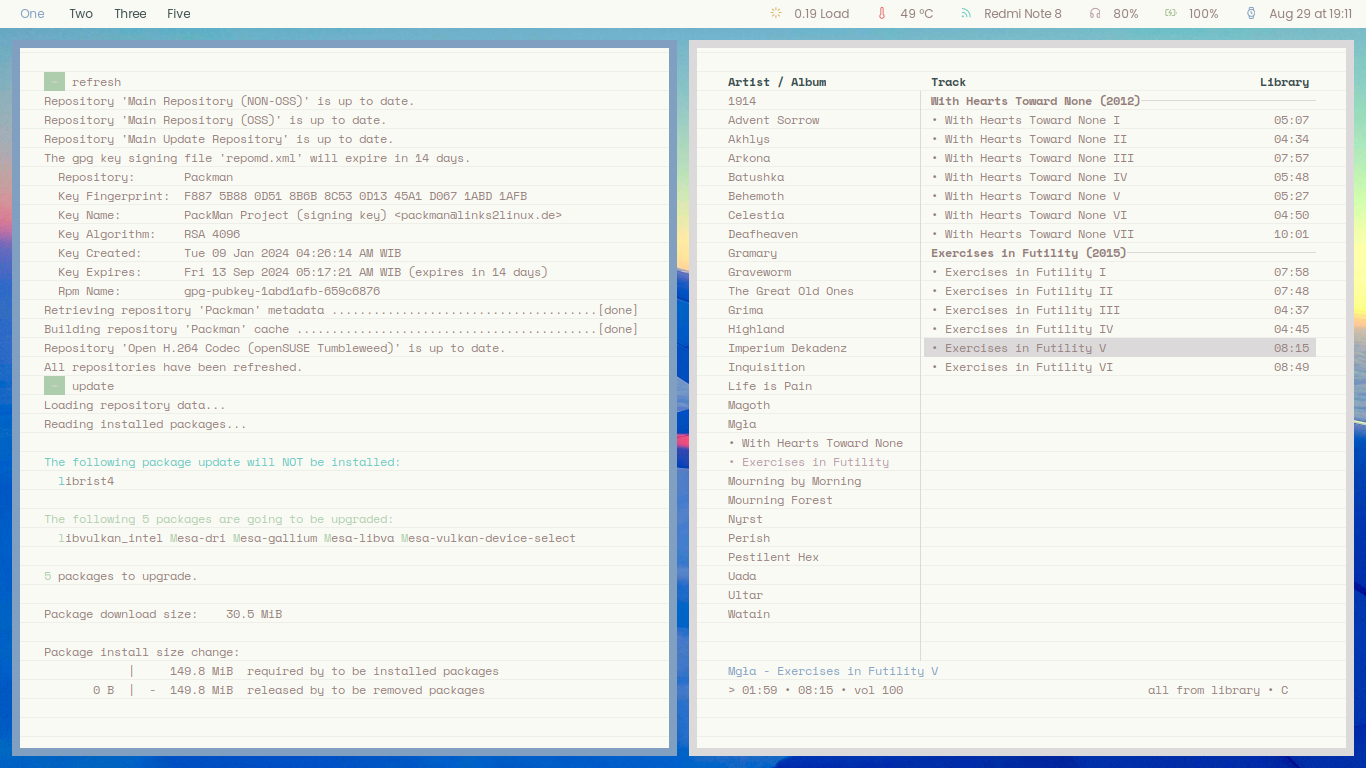 One Two Three Five 0.19 Load 49 °C Redmi Note 8 80% 100% Aug 29 at 19:11
~ refresh
Repository 'Main Repository (NON-OSS)' is up to date.
Repository 'Main Repository (OSS)' is up to date.
Repository 'Main Update Repository' is up to date.
The gpg key signing file 'repomd.xml' will expire in 14 days.
Repository: Packman
Key Fingerprint: F887 5B88 0D51 8B6B 8C53 0D13 45A1 D067 1ABD 1AFB
Key Name: PackMan Project (signing key) <packman@links2linux.de>
Key Algorithm: RSA 4096
Key Created: Tue 09 Jan 2024 04:26:14 AM WIB
Key Expires: Fri 13 Sep 2024 05:17:21 AM WIB (expires in 14 days)
Rpm Name: gpg-pubkey-1abd1afb-659c6876
Retrieving repository 'Packman' metadata ......................................[done]
Building repository 'Packman' cache ...........................................[done]
Repository 'Open H.264 Codec (openSUSE Tumbleweed)' is up to date.
All repositories have been refreshed.
~ update
Loading repository data...
Reading installed packages...
The following package update will NOT be installed:
librist4
The following 5 packages are going to be upgraded:
libvulkan_intel Mesa-dri Mesa-gallium Mesa-libva Mesa-vulkan-device-select
5 packages to upgrade.
Package download size: 30.5 MiB
Package install size change:
| 149.8 MiB required by to be installed packages
0 B | - 149.8 MiB released by to be removed packages
Artist / Album
1914
Advent Sorrow
Akhlys
Arkona
Batushka
Behemoth
Celestia
Deafheaven
Gramary
Graveworm
The Great Old Ones
Grima
Highland
Imperium Dekadenz
Inquisition
Life is Pain
Magoth
Mgła
• With Hearts Toward None
• Exercises in Futility
Mourning by Morning
Mourning Forest
Nyrst
Perish
Pestilent Hex
Uada
Ultar
Watain
Track Library
With Hearts Toward None (2012)
• With Hearts Toward None I 05:07
• With Hearts Toward None II 04:34
• With Hearts Toward None III 07:57
• With Hearts Toward None IV 05:48
• With Hearts Toward None V 05:27
• With Hearts Toward None VI 04:50
• With Hearts Toward None VII 10:01
Exercises in Futility (2015)
• Exercises in Futility I 07:58
• Exercises in Futility II 07:48
• Exercises in Futility III 04:37
• Exercises in Futility IV 04:45
• Exercises in Futility V 08:15
• Exercises in Futility VI 08:49
Mgła - Exercises in Futility V
> 01:59 • 08:15 • vol 100 all from library • C